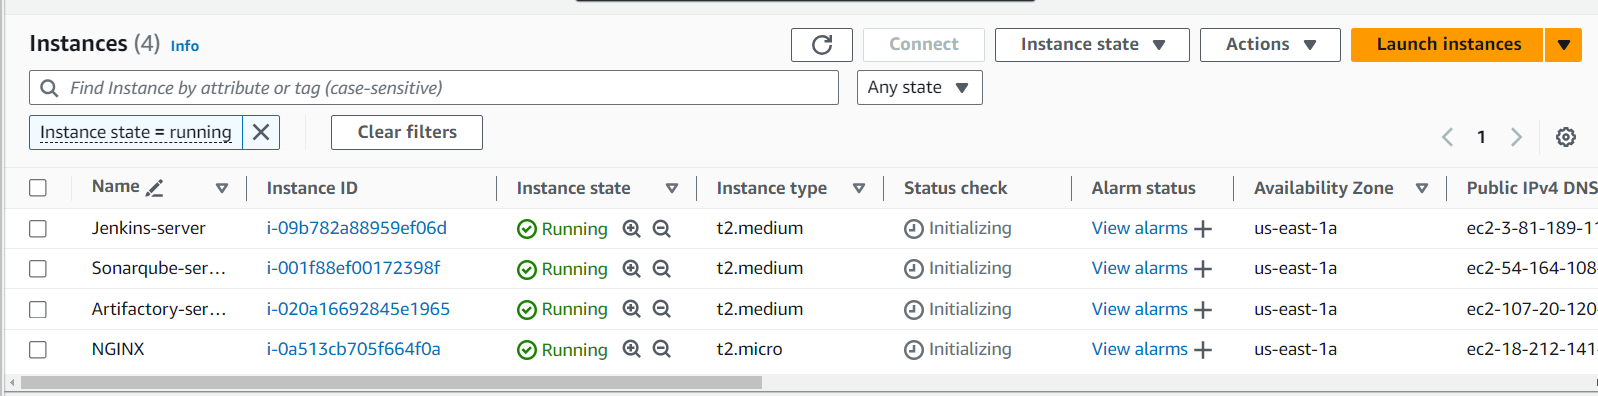 Instances (4) Info
Connect Instance state Actions Launch instances
Find Instance by attribute or tag (case-sensitive) Any state
Instance state = running Clear filters
1
Name Instance ID Instance state Instance type Status check Alarm status Availability Zone Public IPv4 DNS
Jenkins-server i-09b782a88959ef06d Running t2.medium Initializing View alarms us-east-1a ec2-3-81-189-11
Sonarqube-ser... i-001f88ef00172398f Running t2.medium Initializing View alarms us-east-1a ec2-54-164-108-
Artifactory-ser... i-020a16692845e1965 Running t2.medium Initializing View alarms us-east-1a ec2-107-20-120-
NGINX i-0a513cb705f664f0a Running t2.micro Initializing View alarms us-east-1a ec2-18-212-141-